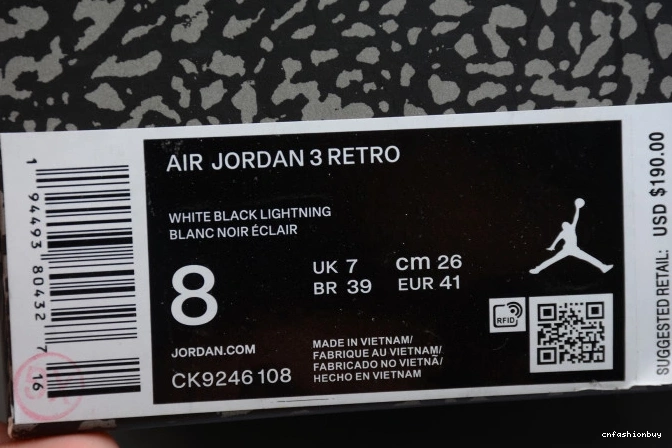 AIR JORDAN 3 RETRO
WHITE BLACK LIGHTNING
BLANC NOIR ÉCLAIR
8
UK 7
cm 26
BR 39
EUR 41
JORDAN.COM
CK9246 108
MADE IN VIETNAM/
FABRIQUE AU VIETNAM/
FABRICADO NO VIETNÃ/
HECHO EN VIETNAM
RFID
1 94493 80432 7
16
SUGGESTED RETAIL: USD $190.00
cnfashionbuy